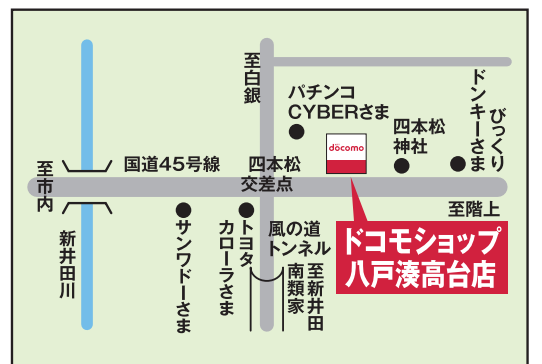 至白銀
パチンコ
CYBERさま
döcomo
四本松
神社
びっくり
ドンキーさま
至市内
国道45号線
四本松
交差点
至階上
新井田川
サンワドーさま
トヨタ
カローラさま
風の道
トンネル
至新井田
南類家
ドコモショップ
八戸湊高台店